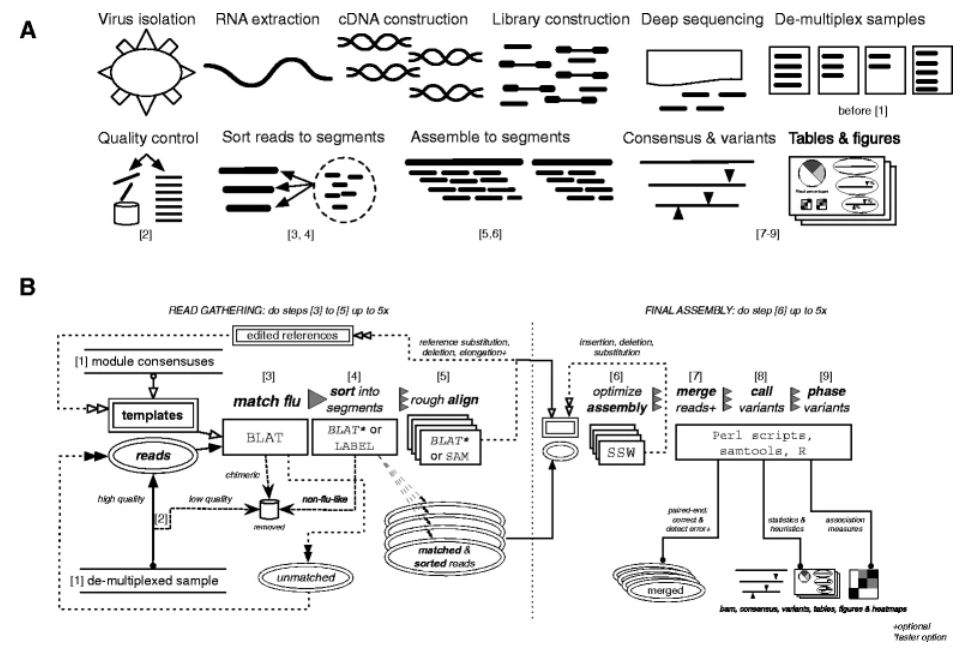 A
Virus isolation
RNA extraction
cDNA construction
Library construction
Deep sequencing
De-multiplex samples
before [1]
Quality control
Sort reads to segments
Assemble to segments
Consensus & variants
Tables & figures
[2]
[3, 4]
[5,6]
[7-9]
B
READ GATHERING: do steps [3] to [5] up to 5x
FINAL ASSEMBLY: do step [6] up to 5x
edited references
reference substitution,
deletion, elongation+
insertion, deletion,
substitution
[1] module consensuses
[3]
match flu
[4]
sort into
segments
[5]
rough align
[6]
optimize
assembly
[7]
merge
reads+
[8]
call
variants
[9]
phase
variants
templates
reads
BLAT
BLAT* or
LABEL
BLAT*
or SAM
SSW
Perl scripts,
samtools, R
high quality
[2]
low quality
chimeric
non-flu-like
removed
matched &
sorted reads
unmatched
[1] de-multiplexed sample
paired-end:
correct &
detect error+
statistics &
heuristics
association
measures
merged
bam, consensus, variants, tables, figures & heatmaps
+optional
*faster option